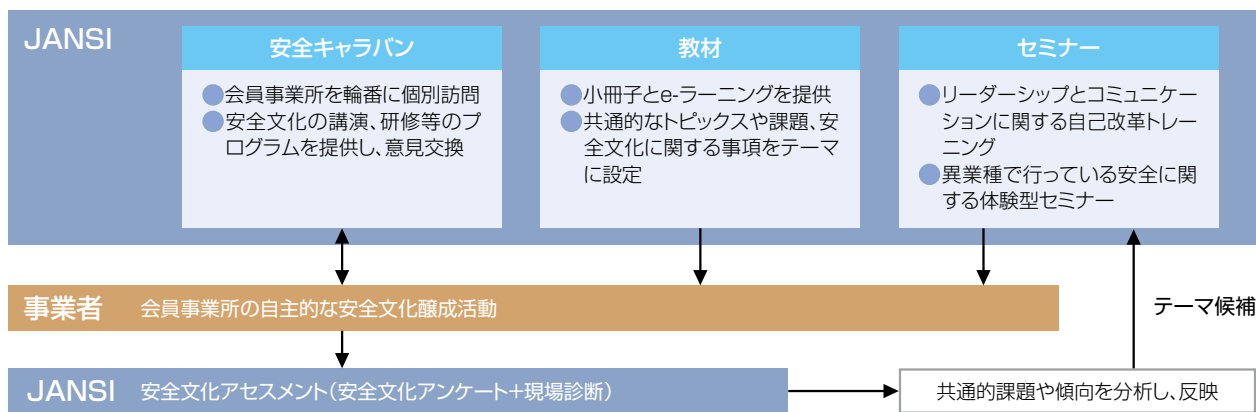 JANSI
安全キャラバン
●会員事業所を輪番に個別訪問
●安全文化の講演、研修等のプ
ログラムを提供し、意見交換
教材
●小冊子とe-ラーニングを提供
●共通的なトピックスや課題、安
全文化に関する事項をテーマ
に設定
セミナー
●リーダーシップとコミュニケー
ションに関する自己改革トレー
ニング
●異業種で行っている安全に関
する体験型セミナー
事業者 会員事業所の自主的な安全文化醸成活動
テーマ候補
JANSI 安全文化アセスメント(安全文化アンケート+現場診断)
共通的課題や傾向を分析し、反映